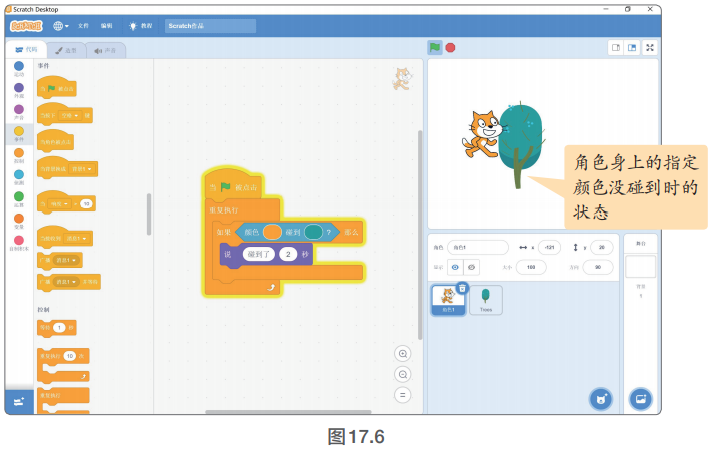 Scratch Desktop
SCRATCH
文件
编辑
教程
Scratch作品
代码
造型
声音
运动
外观
声音
事件
控制
侦测
运算
变量
自制积木
事件
当 被点击
当按下 空格 键
当角色被点击
当背景换成 背景1
当 响度 > 10
当接收到 消息1
广播 消息1
广播 消息1 并等待
控制
等待 1 秒
重复执行 10 次
重复执行
当 被点击
重复执行
如果 颜色 碰到 ? 那么
说 碰到了 2 秒
角色身上的指定
颜色没碰到时的
状态
角色 角色1 x -121 y 20
显示 大小 100 方向 90
角色1
Trees
舞台
背景
1
图17.6